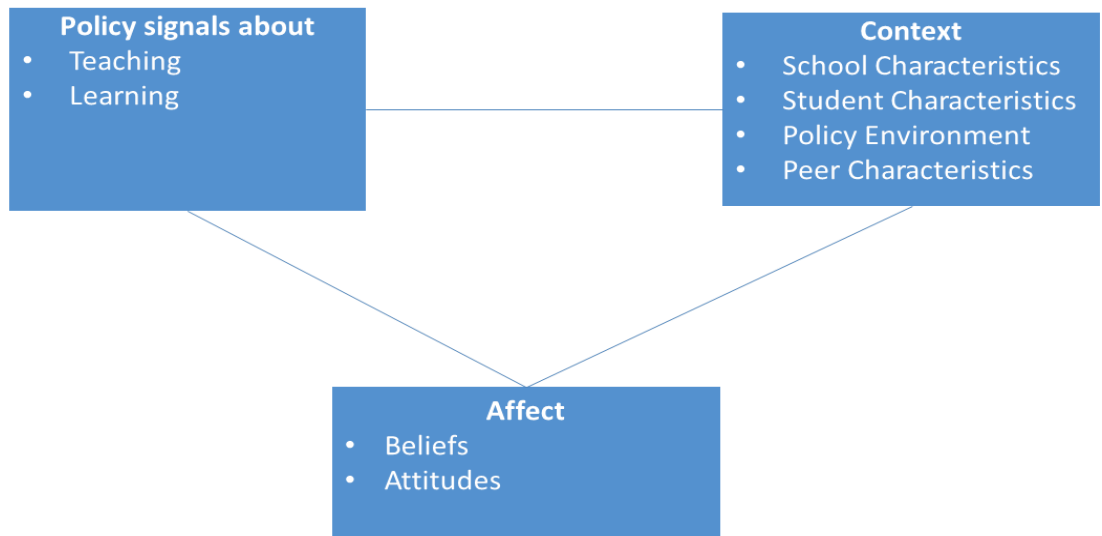 Policy signals about
• Teaching
• Learning
Context
• School Characteristics
• Student Characteristics
• Policy Environment
• Peer Characteristics
Affect
• Beliefs
• Attitudes